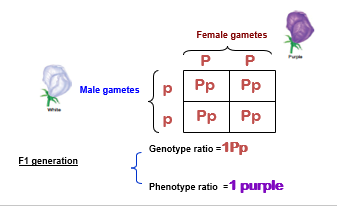 Female gametes
Purple
P P
Male gametes
p Pp Pp
White
p Pp Pp
Genotype ratio =1Pp
F1 generation
Phenotype ratio =1 purple